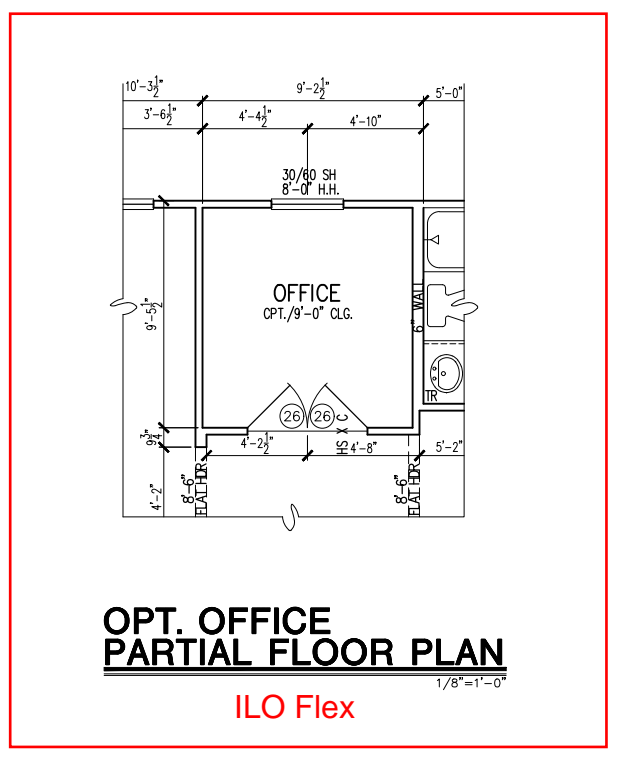 10'-3½" 9'-2½" 5'-0"
3'-6½" 4'-4½" 4'-10"
30/60 SH
8'-0" H.H.
OFFICE
CPT./9'-0" CLG.
9'-5½"
6" WALL
TR
26 26
HS X C
9¾"
4'-2½" 4'-8" 5'-2"
4'-2"
8'-6"
FLAT HDR
8'-6"
FLAT HDR
OPT. OFFICE
PARTIAL FLOOR PLAN
1/8"=1'-0"
ILO Flex